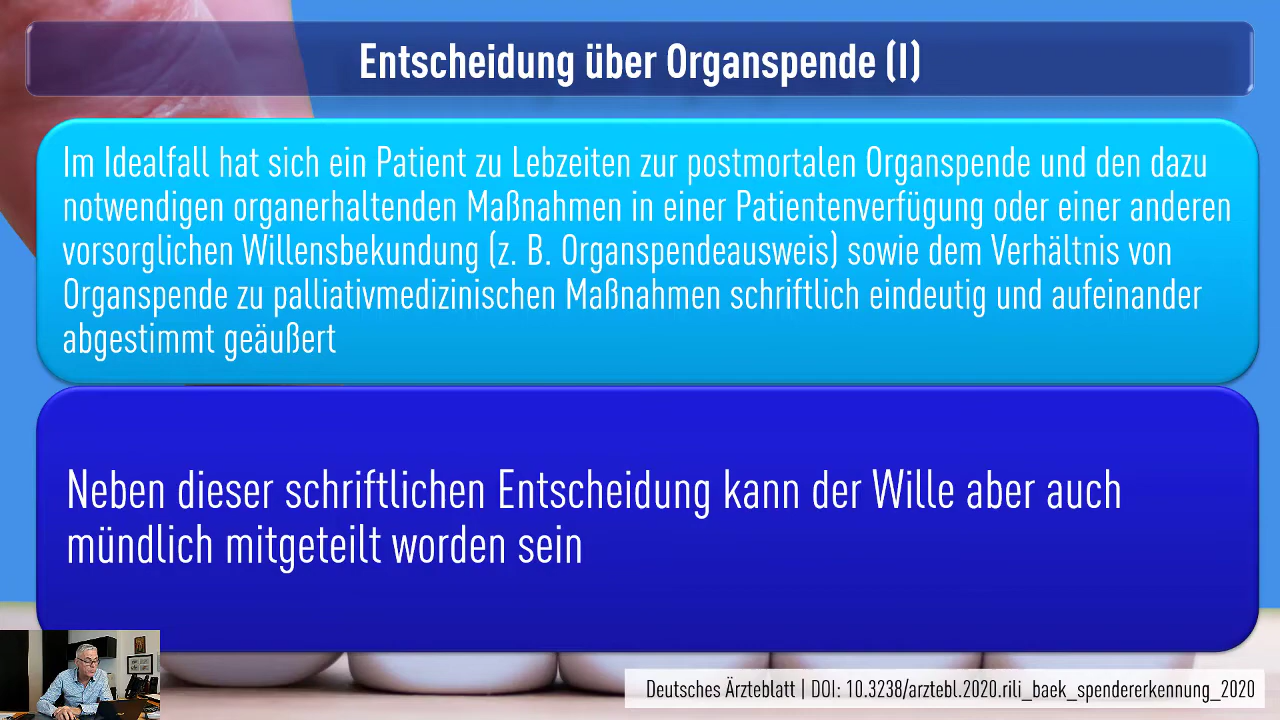 Entscheidung über Organspende (I)
Im Idealfall hat sich ein Patient zu Lebzeiten zur postmortalen Organspende und den dazu
notwendigen organerhaltenden Maßnahmen in einer Patientenverfügung oder einer anderen
vorsorglichen Willensbekundung (z. B. Organspendeausweis) sowie dem Verhältnis von
Organspende zu palliativmedizinischen Maßnahmen schriftlich eindeutig und aufeinander
abgestimmt geäußert
Neben dieser schriftlichen Entscheidung kann der Wille aber auch
mündlich mitgeteilt worden sein
Deutsches Ärzteblatt | DOI: 10.3238/arztebl.2020.rili_baek_spendererkennung_2020